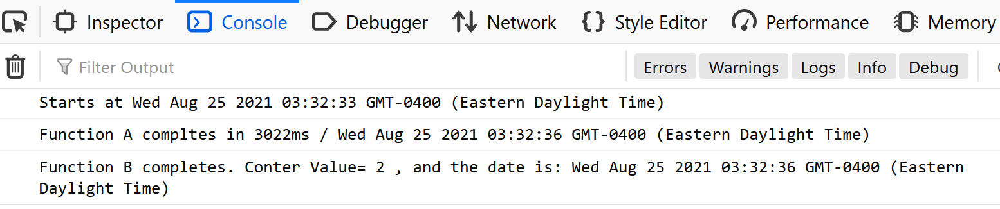 Inspector Console Debugger Network Style Editor Performance Memory
Filter Output Errors Warnings Logs Info Debug
Starts at Wed Aug 25 2021 03:32:33 GMT-0400 (Eastern Daylight Time)
Function A compltes in 3022ms / Wed Aug 25 2021 03:32:36 GMT-0400 (Eastern Daylight Time)
Function B completes. Conter Value= 2 , and the date is: Wed Aug 25 2021 03:32:36 GMT-0400 (Eastern
Daylight Time)